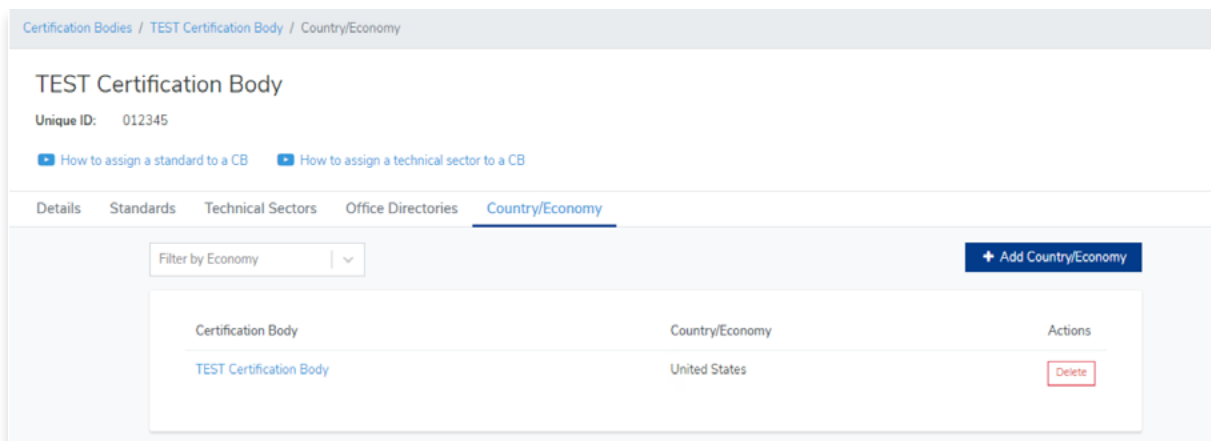 Certification Bodies / TEST Certification Body / Country/Economy
TEST Certification Body
Unique ID: 012345
How to assign a standard to a CB How to assign a technical sector to a CB
Details Standards Technical Sectors Office Directories Country/Economy
Filter by Economy + Add Country/Economy
Certification Body Country/Economy Actions
TEST Certification Body United States Delete